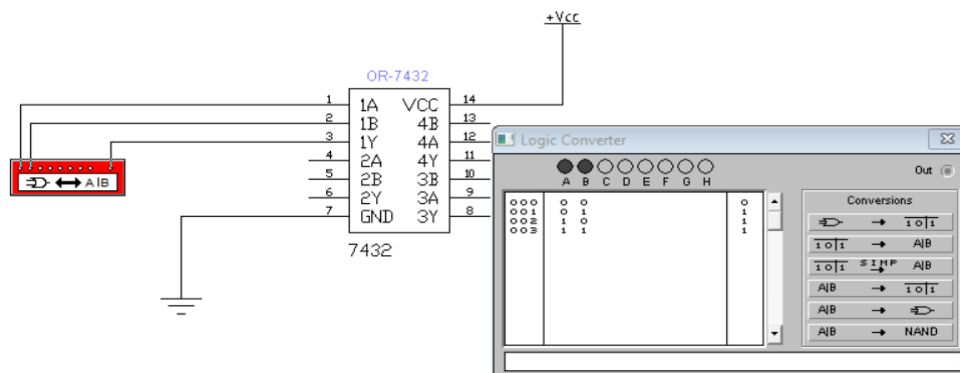 +Vcc
OR-7432
1 1A VCC 14
2 1B 4B 13
3 1Y 4A 12
4 2A 4Y 11
5 2B 3B 10
6 2Y 3A 9
7 GND 3Y 8
7432
A|B
Logic Converter
A B C D E F G H
Out
000 0 0 0
001 0 1 1
002 1 0 1
003 1 1 1
Conversions
→ 1 0 | 1
1 0 | 1 → A|B
1 0 | 1 SIMP → A|B
A|B → 1 0 | 1
A|B →
A|B → NAND